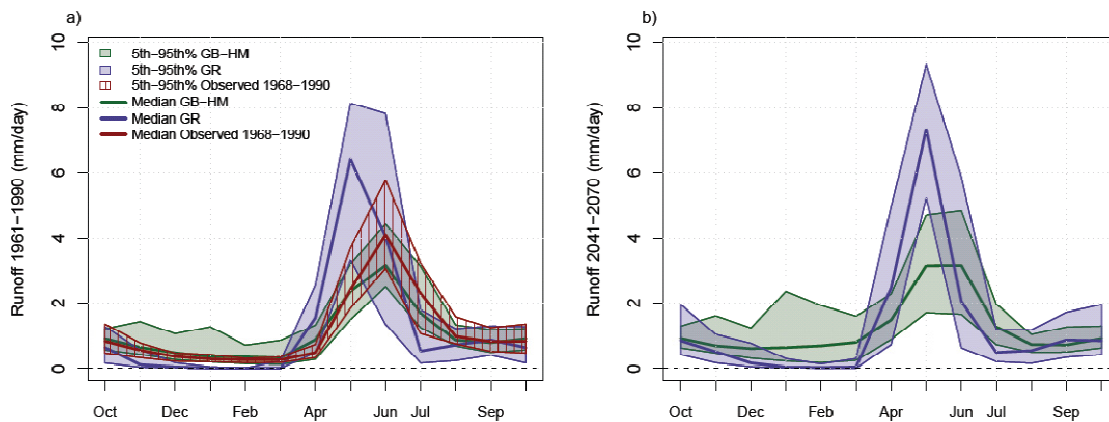 a)
Runoff 1961−1990 (mm/day)
10
8
6
4
2
0
5th−95th% GB−HM
5th−95th% GR
5th−95th% Observed 1968−1990
Median GB−HM
Median GR
Median Observed 1968−1990
Oct Dec Feb Apr Jun Jul Sep
b)
Runoff 2041−2070 (mm/day)
10
8
6
4
2
0
Oct Dec Feb Apr Jun Jul Sep